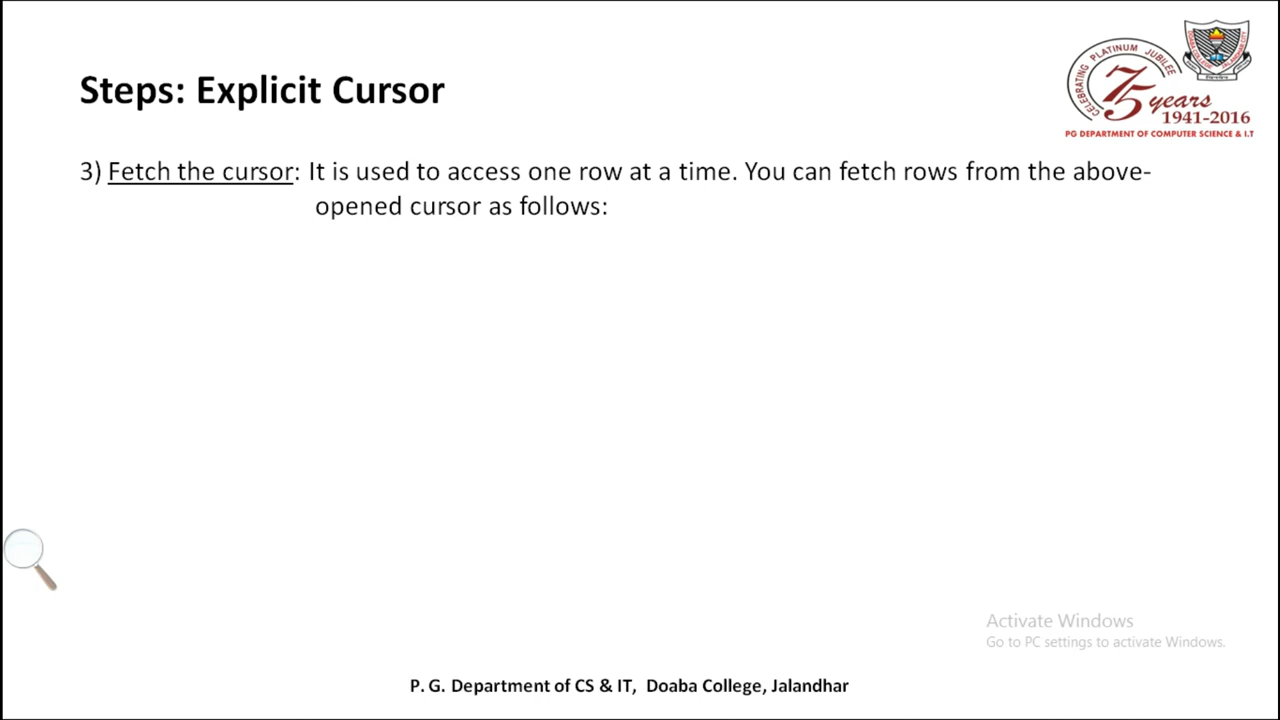 Steps: Explicit Cursor
CELEBRATING PLATINUM JUBILEE
75 years
1941-2016
PG DEPARTMENT OF COMPUTER SCIENCE & I.T
3) Fetch the cursor: It is used to access one row at a time. You can fetch rows from the above-
opened cursor as follows:
Activate Windows
Go to PC settings to activate Windows.
P. G. Department of CS & IT, Doaba College, Jalandhar